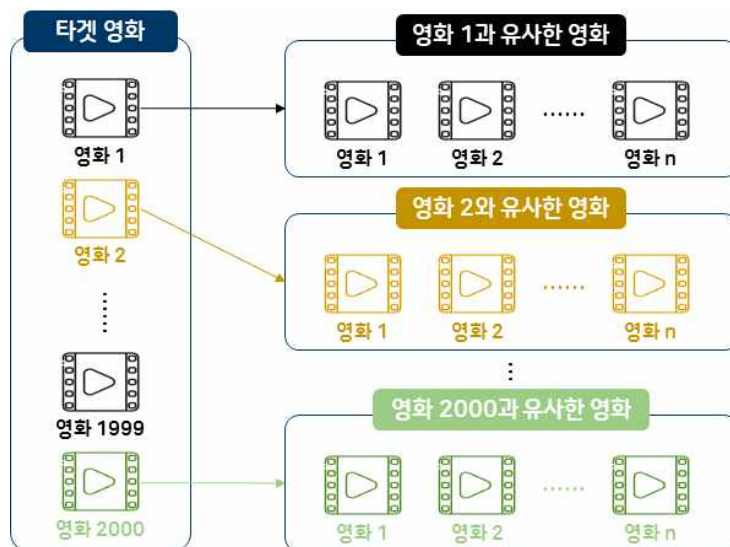 타겟 영화
영화 1
영화 2
⋮
영화 1999
영화 2000
영화 1과 유사한 영화
영화 1 영화 2 ······ 영화 n
영화 2와 유사한 영화
영화 1 영화 2 ······ 영화 n
⋮
영화 2000과 유사한 영화
영화 1 영화 2 ······ 영화 n